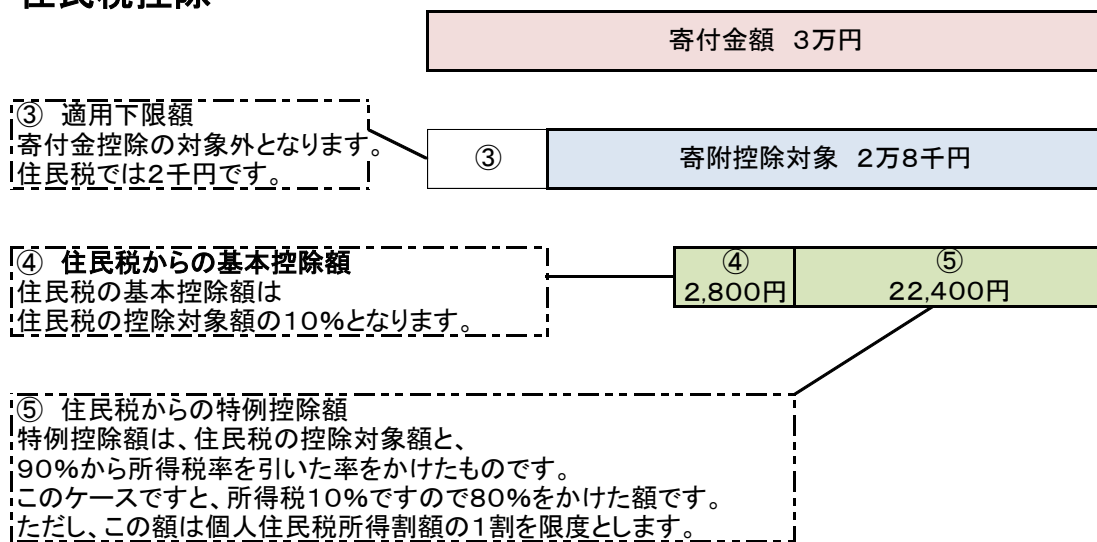 住民税控除
寄付金額 3万円
③ 適用下限額
寄付金控除の対象外となります。
住民税では2千円です。
③
寄附控除対象 2万8千円
④ 住民税からの基本控除額
住民税の基本控除額は
住民税の控除対象額の10%となります。
④
2,800円
⑤
22,400円
⑤ 住民税からの特例控除額
特例控除額は、住民税の控除対象額と、
90%から所得税率を引いた率をかけたものです。
このケースですと、所得税10%ですので80%をかけた額です。
ただし、この額は個人住民税所得割額の1割を限度とします。